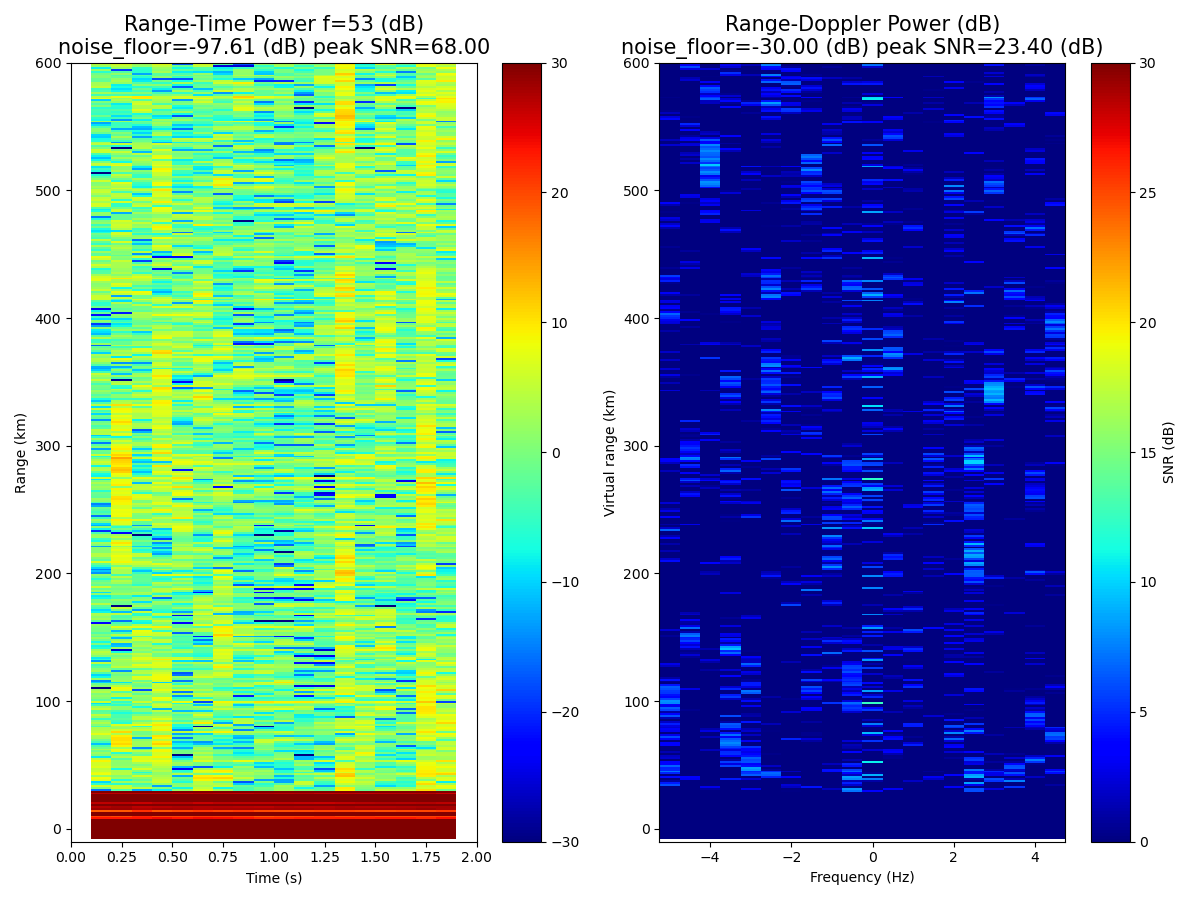 Range-Time Power f=53 (dB)
noise_floor=-97.61 (dB) peak SNR=68.00
Range (km)
600
500
400
300
200
100
0
0.00 0.25 0.50 0.75 1.00 1.25 1.50 1.75 2.00
Time (s)
30
20
10
0
−10
−20
−30
Range-Doppler Power (dB)
noise_floor=-30.00 (dB) peak SNR=23.40 (dB)
Virtual range (km)
600
500
400
300
200
100
0
−4 −2 0 2 4
Frequency (Hz)
30
25
20
15
10
5
0
SNR (dB)